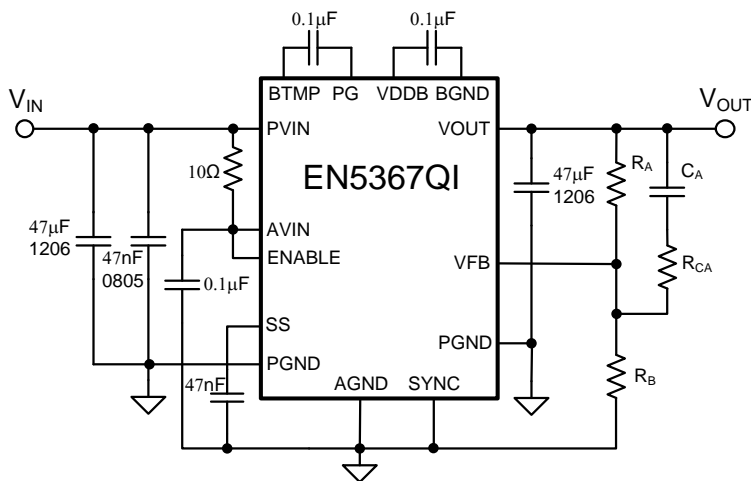 0.1µF
0.1µF
BTMP
PG
VDDB
BGND
VIN
VOUT
PVIN
VOUT
10Ω
EN5367QI
47µF
1206
RA
CA
47µF
1206
47nF
0805
AVIN
ENABLE
VFB
RCA
0.1µF
SS
47nF
PGND
PGND
RB
AGND
SYNC